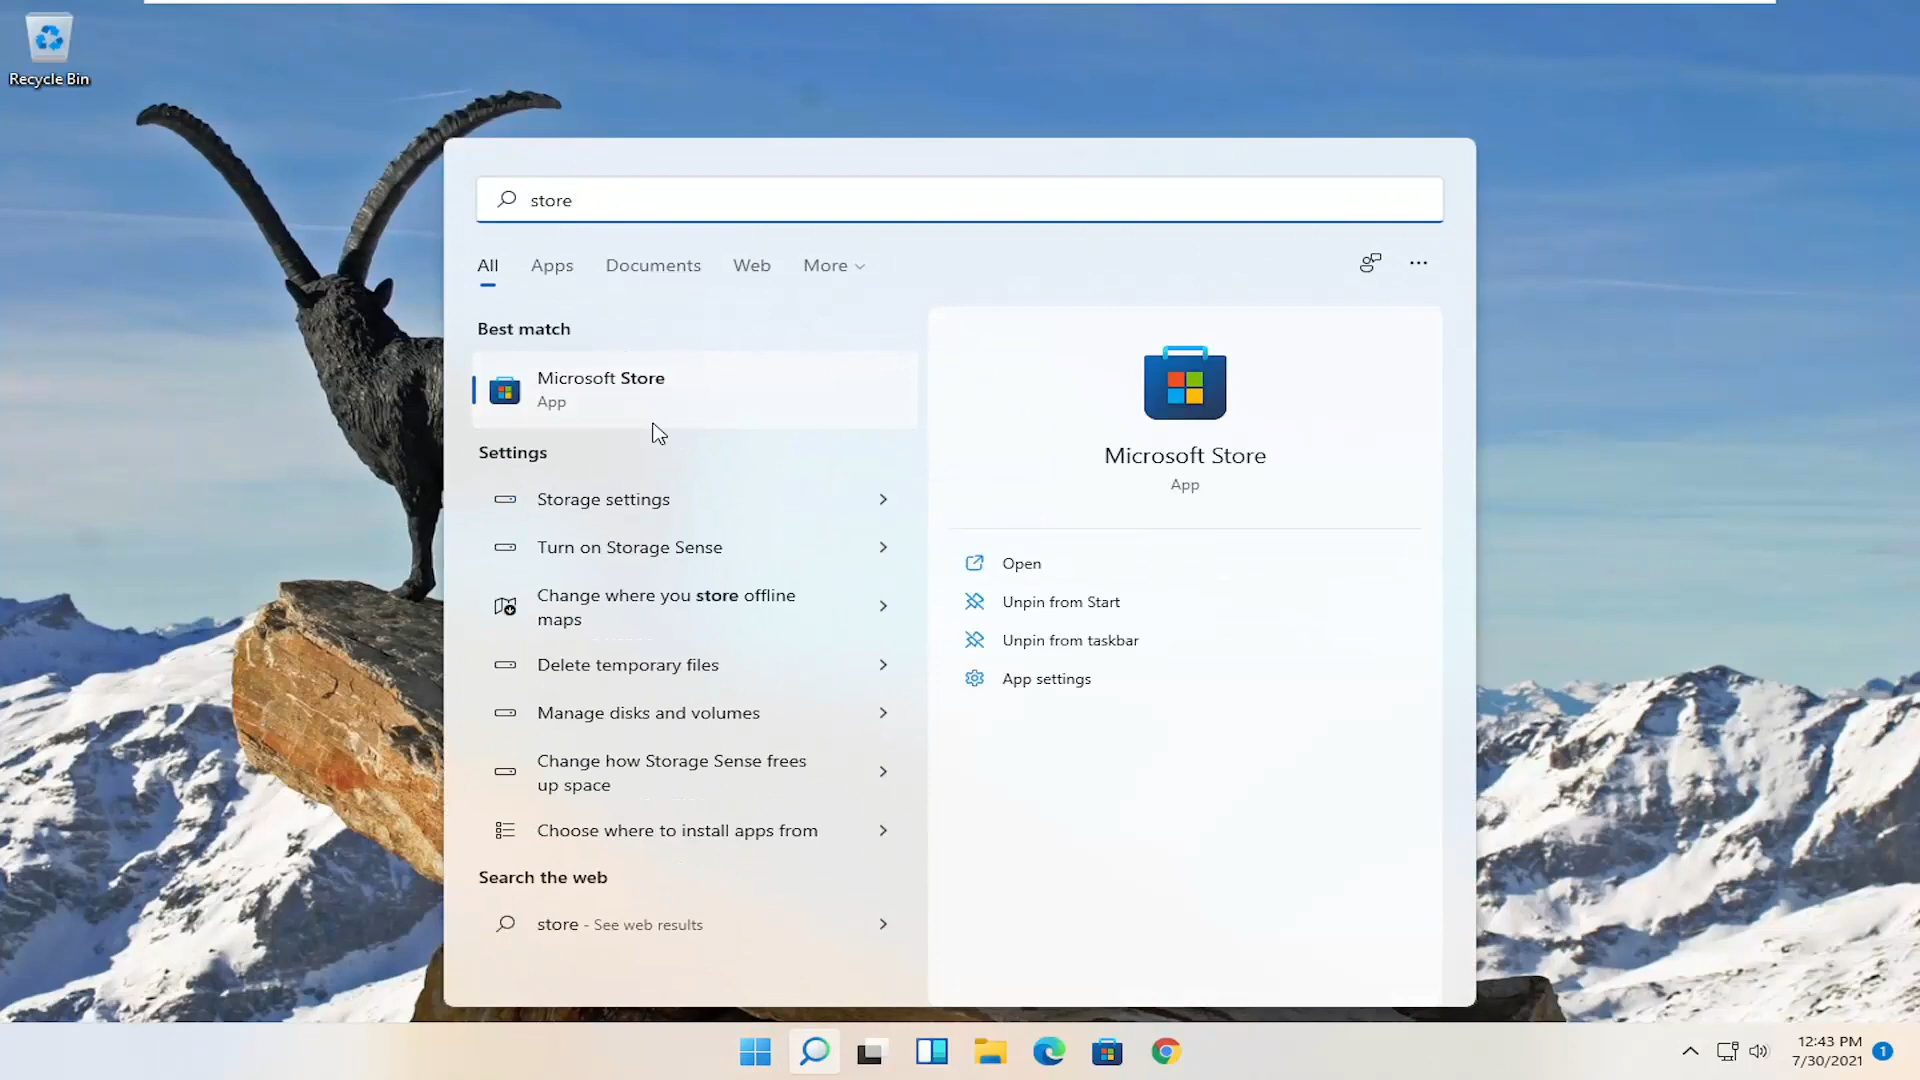 Recycle Bin
store
All Apps Documents Web More
Best match
Microsoft Store
App
Settings
Storage settings
Turn on Storage Sense
Change where you store offline
maps
Delete temporary files
Manage disks and volumes
Change how Storage Sense frees
up space
Choose where to install apps from
Search the web
store - See web results
Microsoft Store
App
Open
Unpin from Start
Unpin from taskbar
App settings
12:43 PM
7/30/2021
1